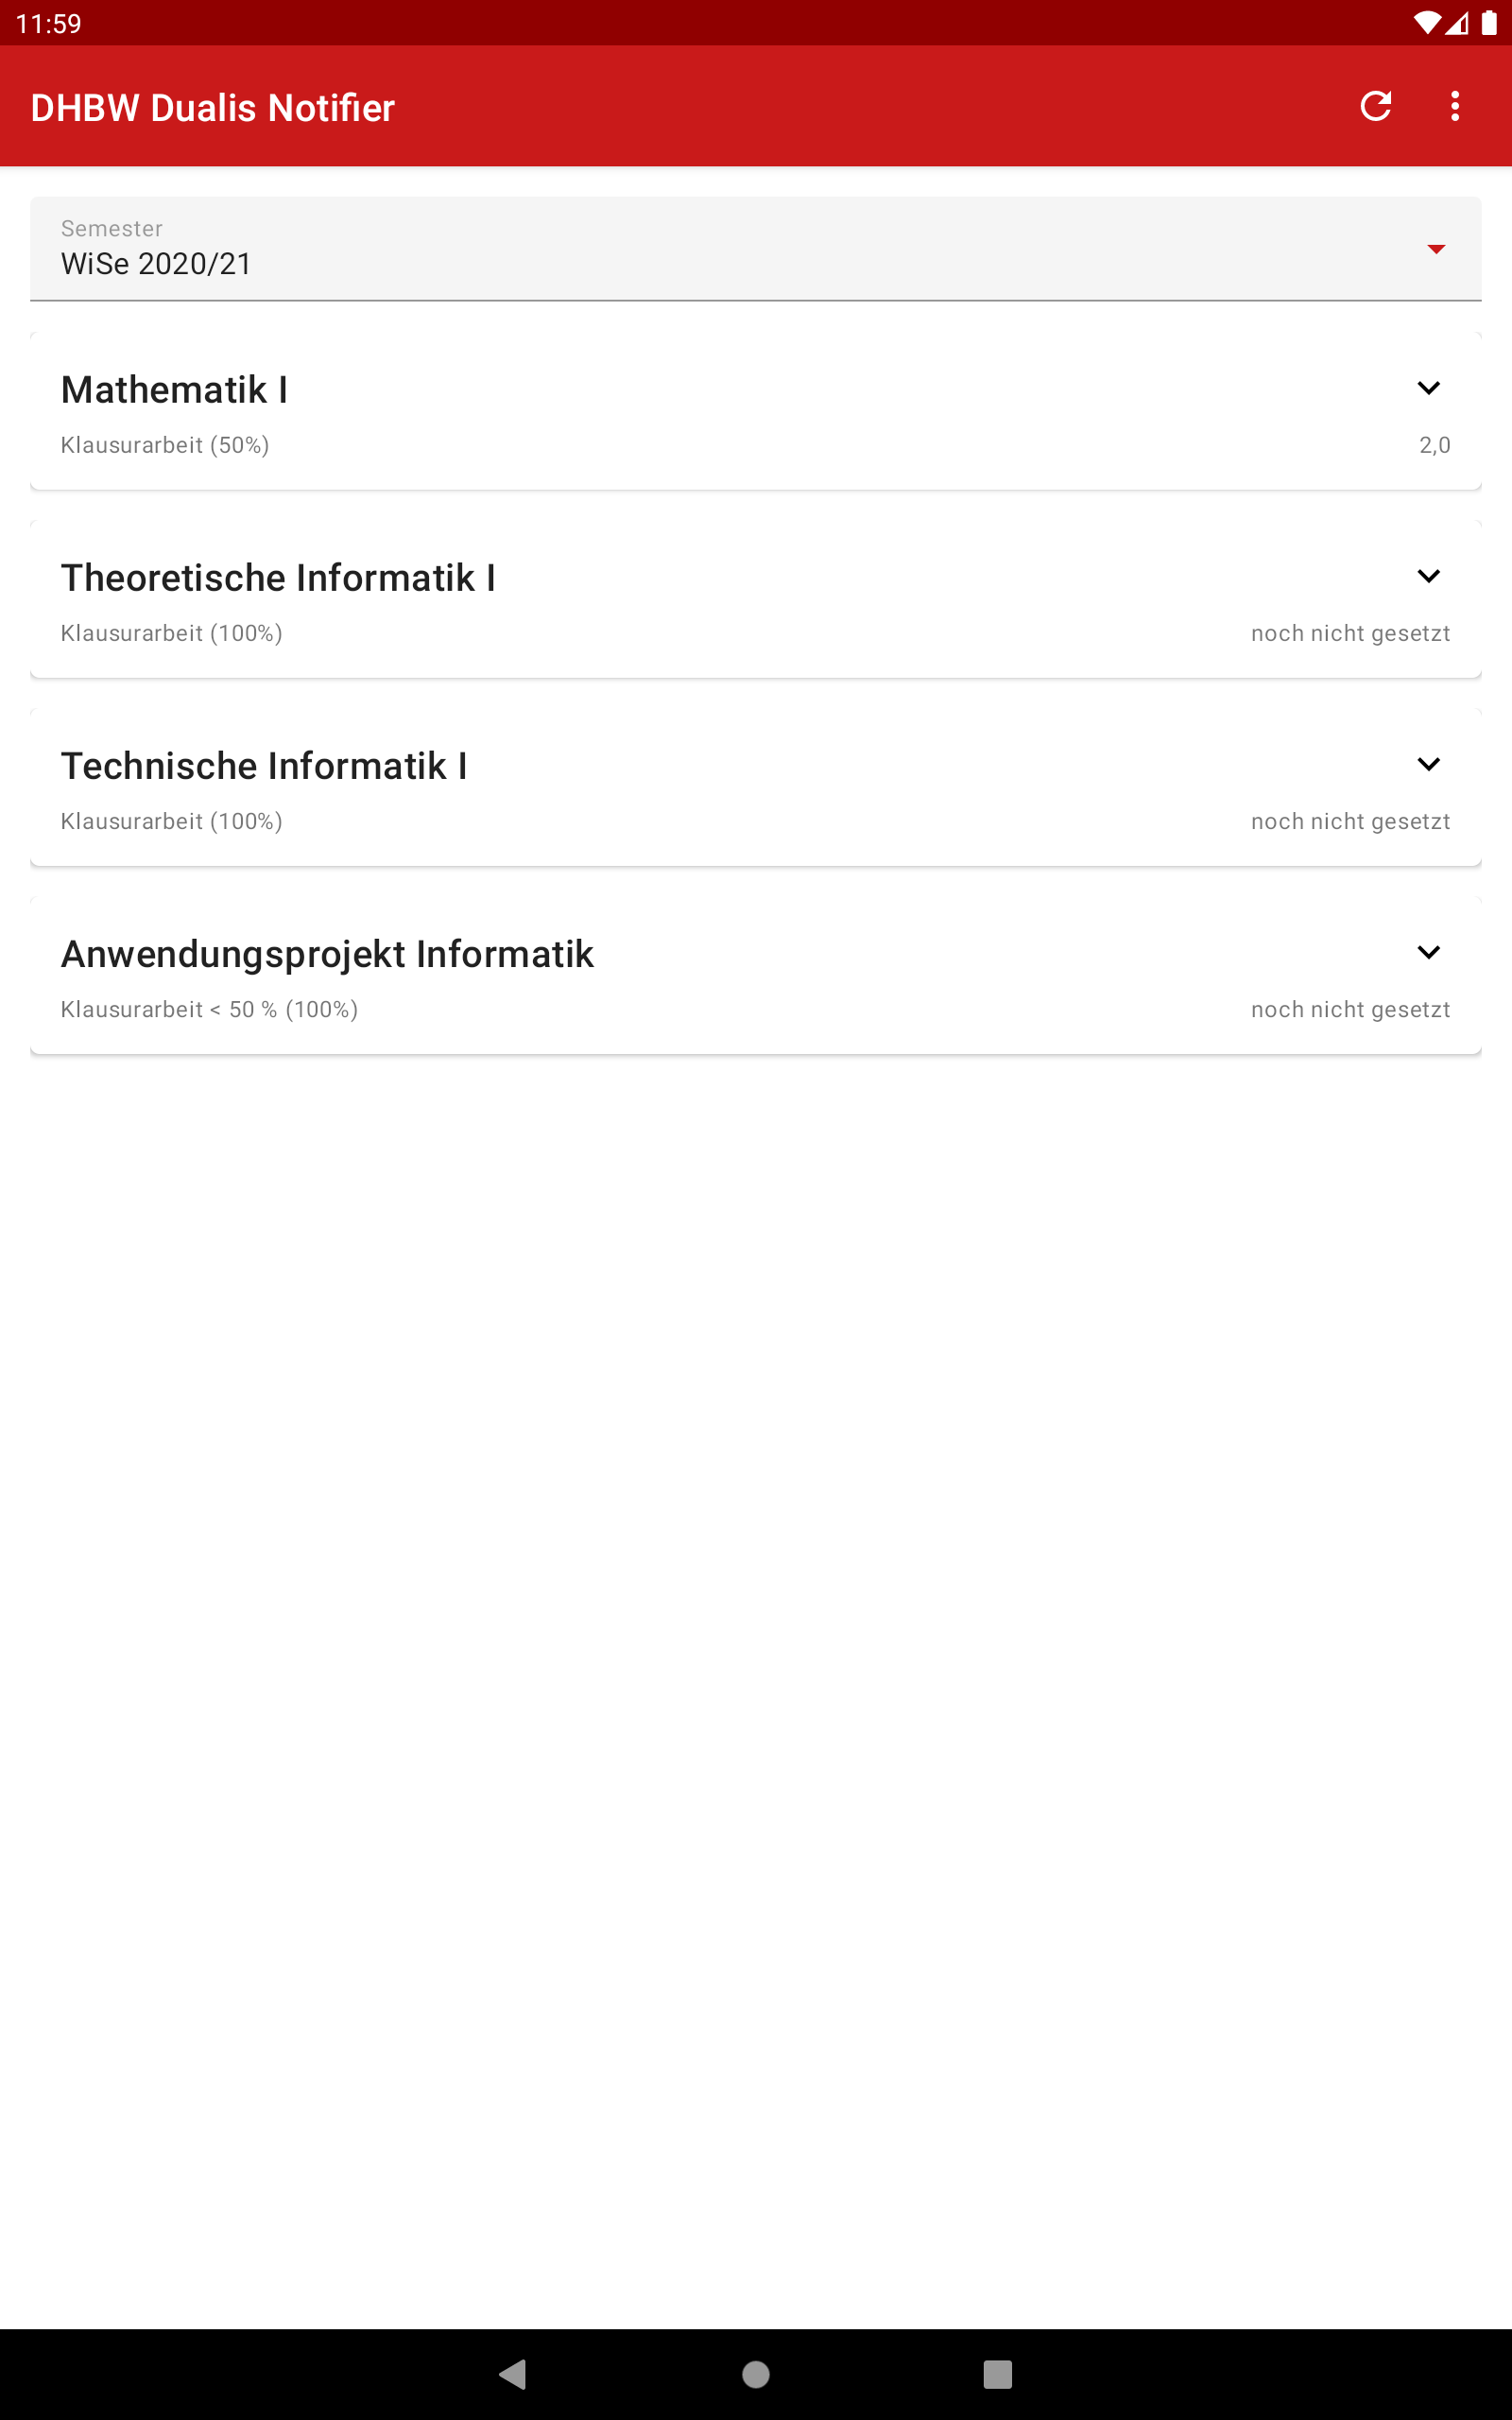 11:59
DHBW Dualis Notifier
Semester
WiSe 2020/21
Mathematik I
Klausurarbeit (50%) 2,0
Theoretische Informatik I
Klausurarbeit (100%) noch nicht gesetzt
Technische Informatik I
Klausurarbeit (100%) noch nicht gesetzt
Anwendungsprojekt Informatik
Klausurarbeit < 50 % (100%) noch nicht gesetzt